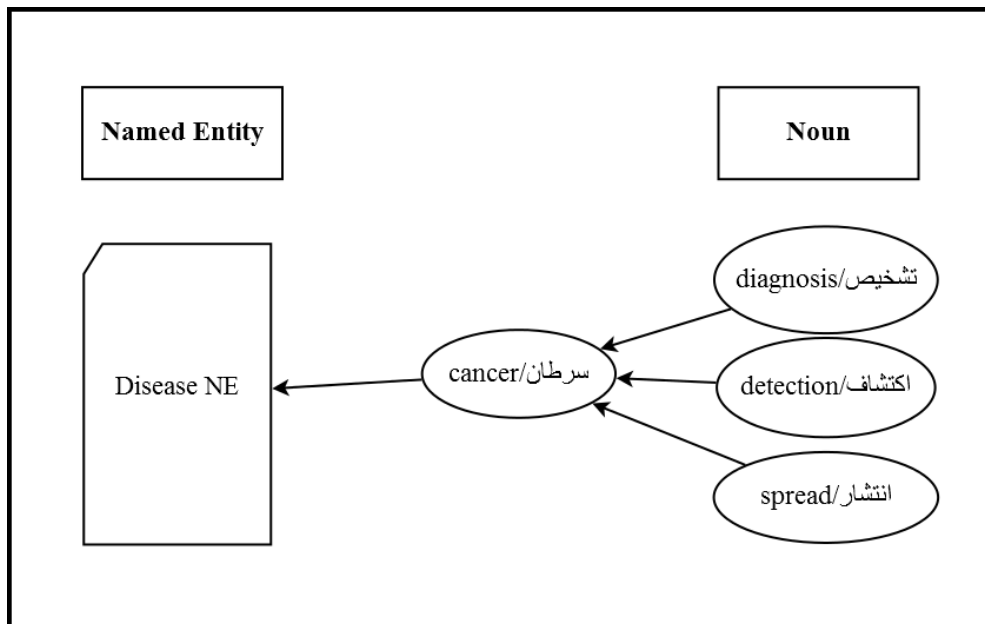 Named Entity
Noun
diagnosis/تشخيص
Disease NE
cancer/سرطان
detection/اكتشاف
spread/انتشار